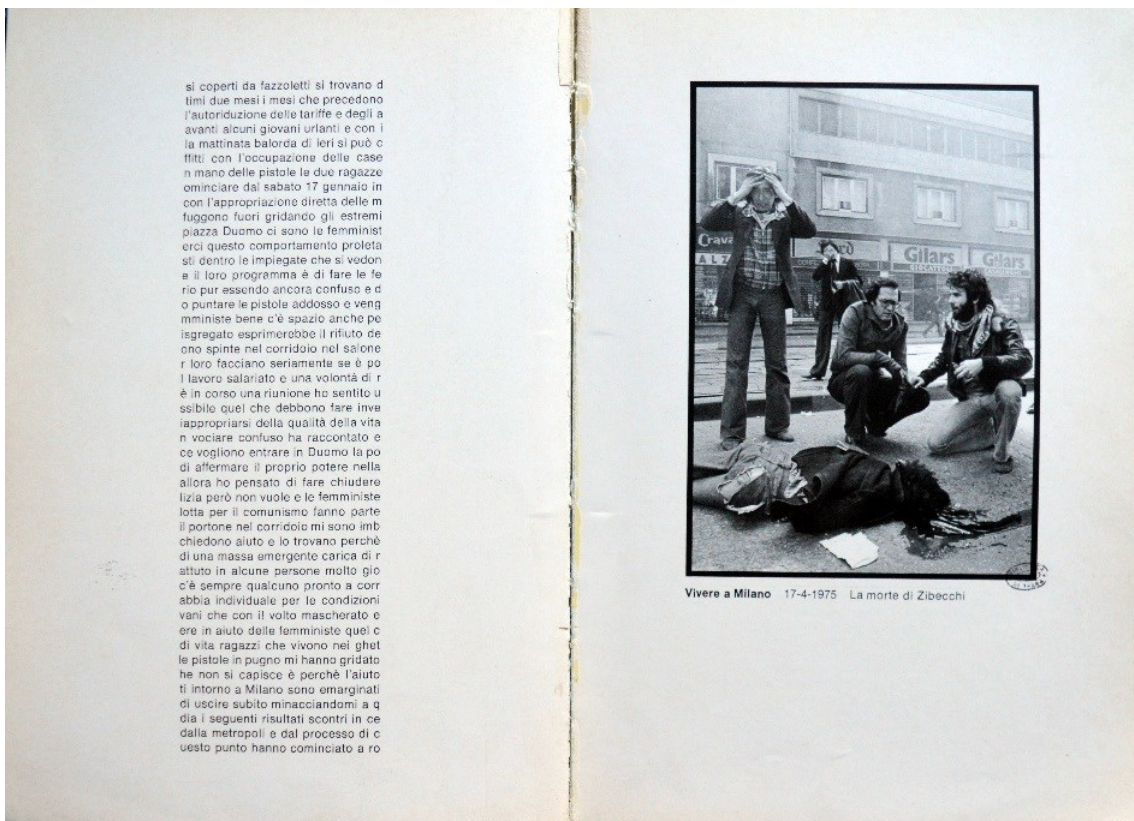 si coperti da fazzoletti si trovano d
timi due mesi i mesi che precedono
l'autoriduzione delle tariffe e degli a
avanti alcuni giovani urlanti e con i
la mattinata balorda di ieri si può c
ffitti con l'occupazione delle case
n mano delle pistole le due ragazze
ominciare dal sabato 17 gennaio in
con l'appropriazione diretta delle m
fuggono fuori gridando gli estremi
piazza Duomo ci sono le femminist
erci questo comportamento proleta
sti dentro le impiegate che si vedon
e il loro programma è di fare le fe
rio pur essendo ancora confuso e d
o puntare le pistole addosso e veng
mministe bene c'è spazio anche pe
isgregato esprimerebbe il rifiuto de
ono spinte nel corridoio nel salone
r loro facciano seriamente se è po
l lavoro salariato e una volontà di r
è in corso una riunione ho sentito u
ssibile quel che debbono fare inve
iappropriarsi della qualità della vita
n vociare confuso ha raccontato e
ce vogliono entrare in Duomo la po
di affermare il proprio potere nella
allora ho pensato di fare chiudere
lizia però non vuole e le femministe
lotta per il comunismo fanno parte
il portone nel corridoio mi sono imb
chiedono aiuto e lo trovano perchè
di una massa emergente carica di r
attuto in alcune persone molto gio
c'è sempre qualcuno pronto a corr
abbia individuale per le condizioni
vani che con il volto mascherato e
ere in aiuto delle femministe quel c
di vita ragazzi che vivono nei ghet
le pistole in pugno mi hanno gridato
he non si capisce è perchè l'aiuto
ti intorno a Milano sono emarginati
di uscire subito minacciandomi a q
dia i seguenti risultati scontri in ce
dalla metropoli e dal processo di c
uesto punto hanno cominciato a ro
Crava
ALZ
Gilars
Gilars
GIOCATTOLI
Vivere a Milano 17-4-1975 La morte di Zibecchi